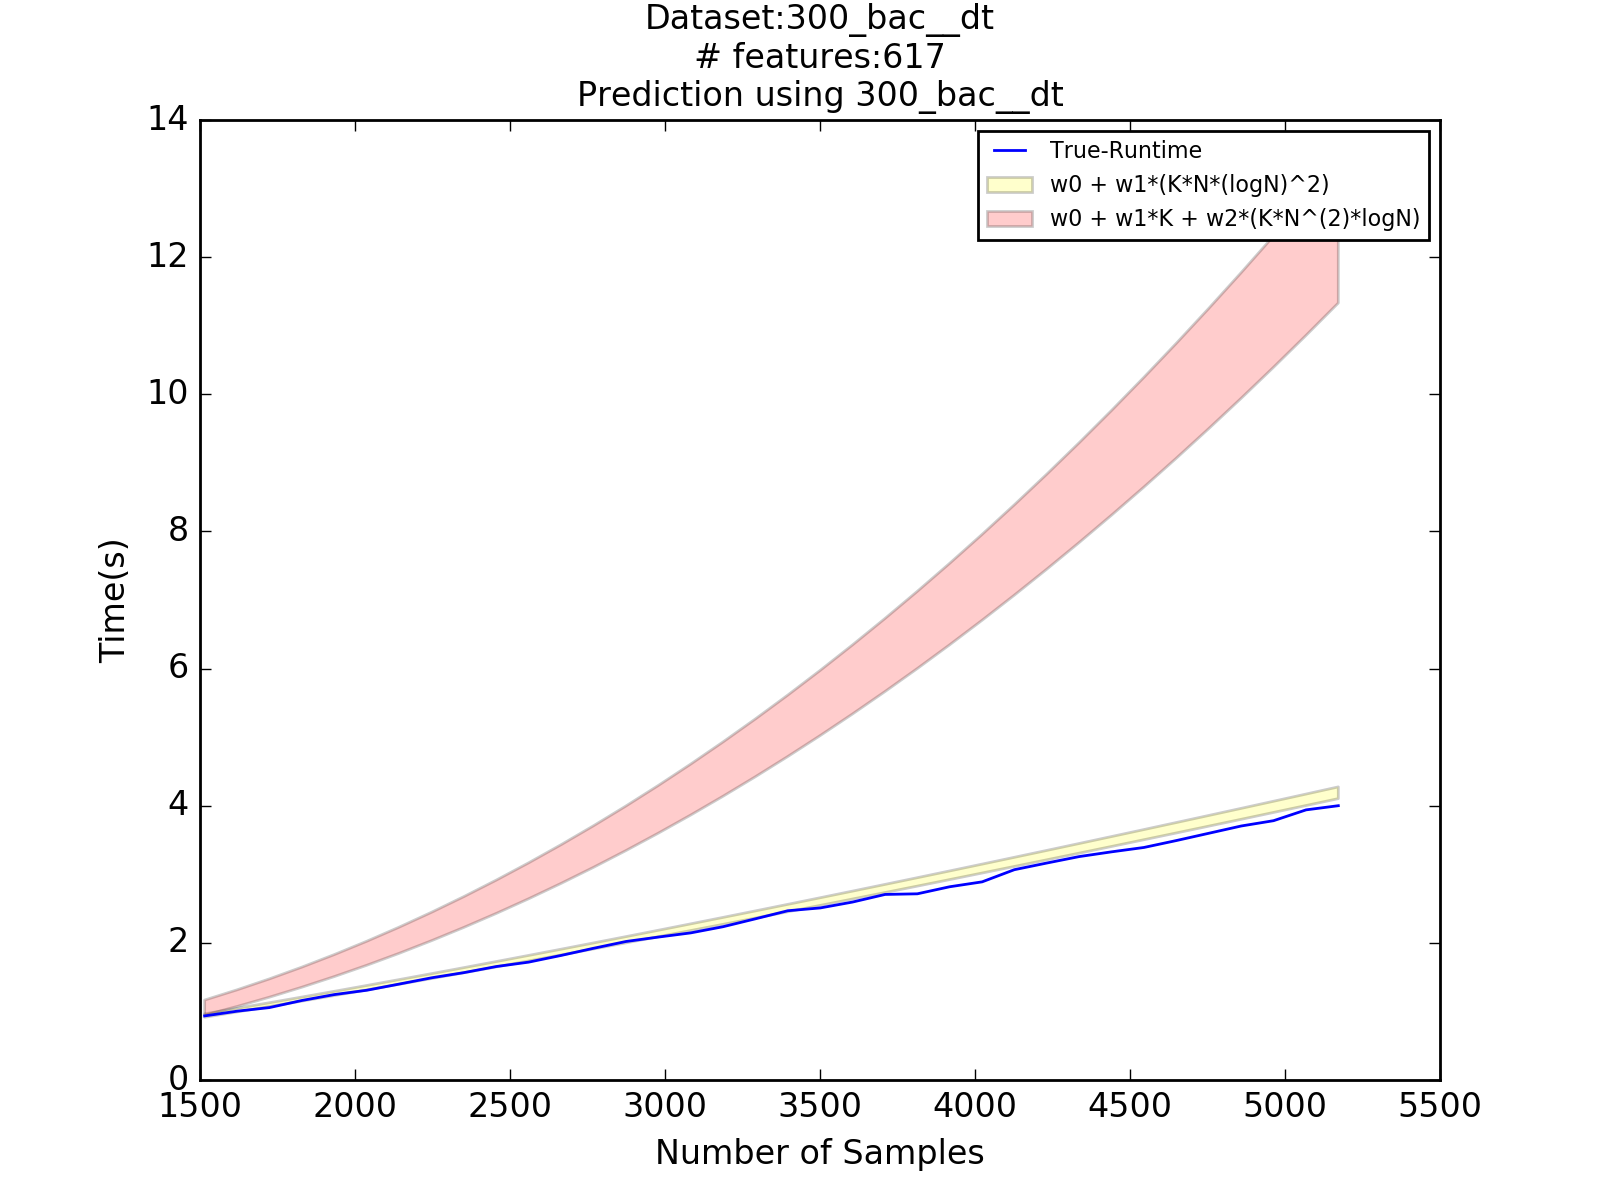 Dataset:300_bac__dt
# features:617
Prediction using 300_bac__dt
True-Runtime
w0 + w1*(K*N*(logN)^2)
w0 + w1*K + w2*(K*N^(2)*logN)
14
12
10
8
6
4
2
0
Time(s)
1500 2000 2500 3000 3500 4000 4500 5000 5500
Number of Samples